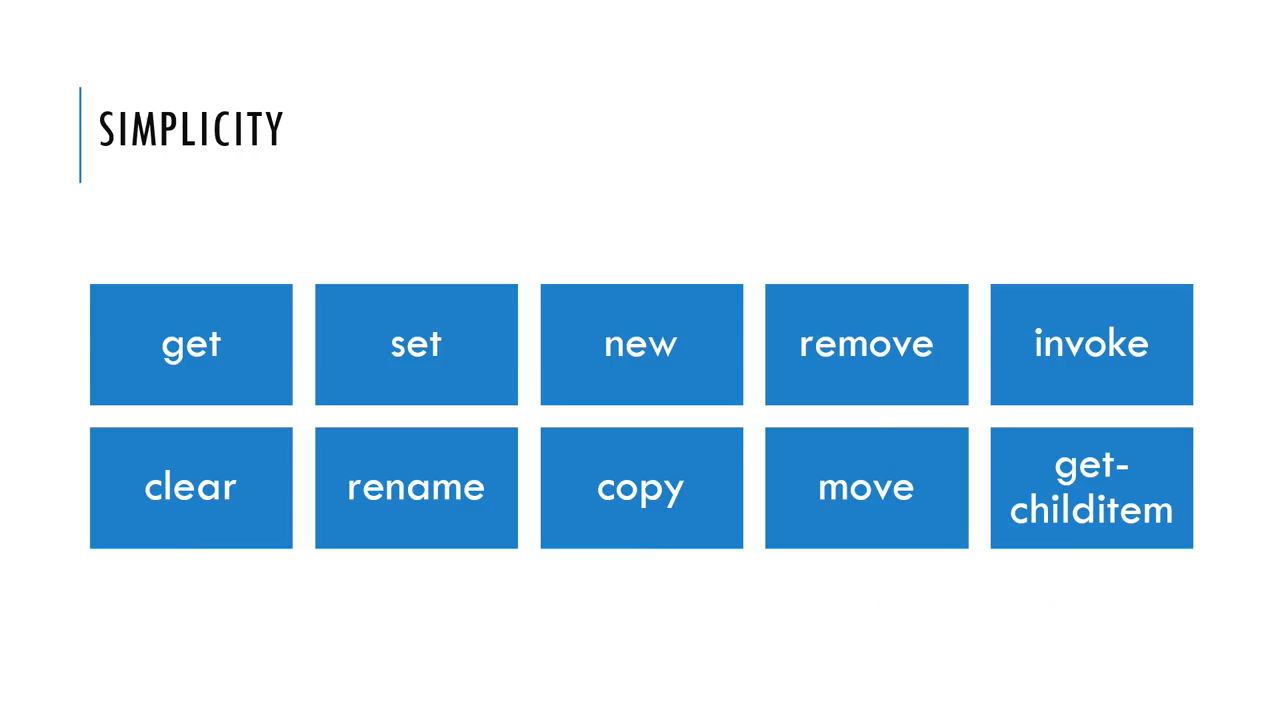 SIMPLICITY
get
set
new
remove
invoke
clear
rename
copy
move
get-
childitem